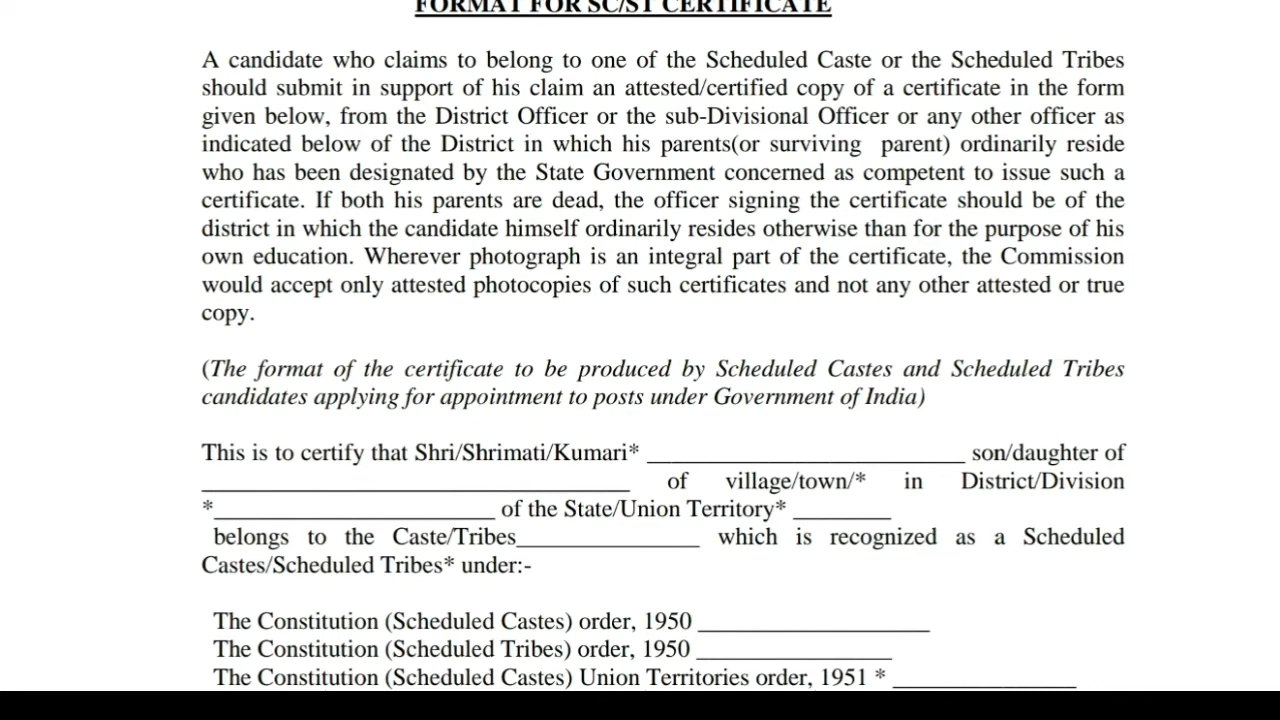 FORMAT FOR SC/ST CERTIFICATE
A candidate who claims to belong to one of the Scheduled Caste or the Scheduled Tribes
should submit in support of his claim an attested/certified copy of a certificate in the form
given below, from the District Officer or the sub-Divisional Officer or any other officer as
indicated below of the District in which his parents(or surviving parent) ordinarily reside
who has been designated by the State Government concerned as competent to issue such a
certificate. If both his parents are dead, the officer signing the certificate should be of the
district in which the candidate himself ordinarily resides otherwise than for the purpose of his
own education. Wherever photograph is an integral part of the certificate, the Commission
would accept only attested photocopies of such certificates and not any other attested or true
copy.
(The format of the certificate to be produced by Scheduled Castes and Scheduled Tribes
candidates applying for appointment to posts under Government of India)
This is to certify that Shri/Shrimati/Kumari* __________________________ son/daughter of
___________________________________ of village/town/* in District/Division
*_______________________ of the State/Union Territory* ________
belongs to the Caste/Tribes_______________ which is recognized as a Scheduled
Castes/Scheduled Tribes* under:-
The Constitution (Scheduled Castes) order, 1950 ___________________
The Constitution (Scheduled Tribes) order, 1950 ________________
The Constitution (Scheduled Castes) Union Territories order, 1951 * _______________